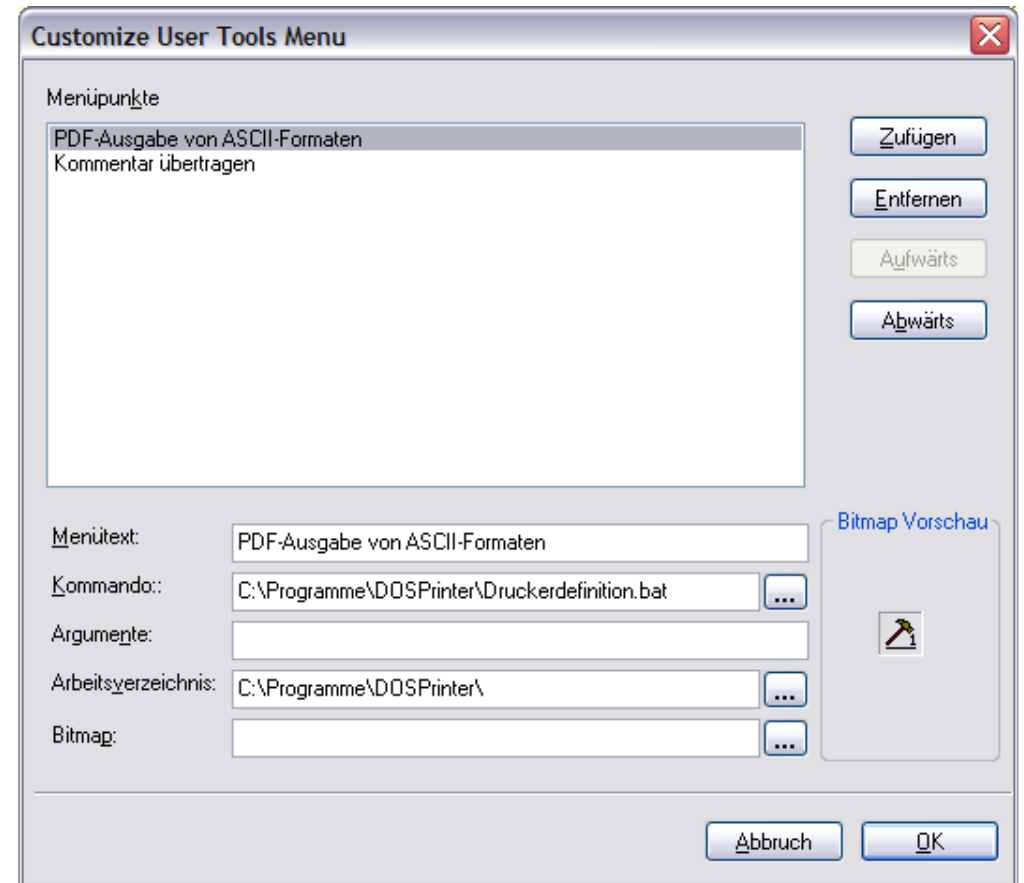 Customize User Tools Menu
Menüpunkte
PDF-Ausgabe von ASCII-Formaten
Kommentar übertragen
Zufügen
Entfernen
Aufwärts
Abwärts
Menütext: PDF-Ausgabe von ASCII-Formaten
Kommando:: C:\Programme\DOSPrinter\Druckerdefinition.bat ...
Argumente:
Arbeitsverzeichnis: C:\Programme\DOSPrinter\ ...
Bitmap: ...
Bitmap Vorschau
1
Abbruch OK